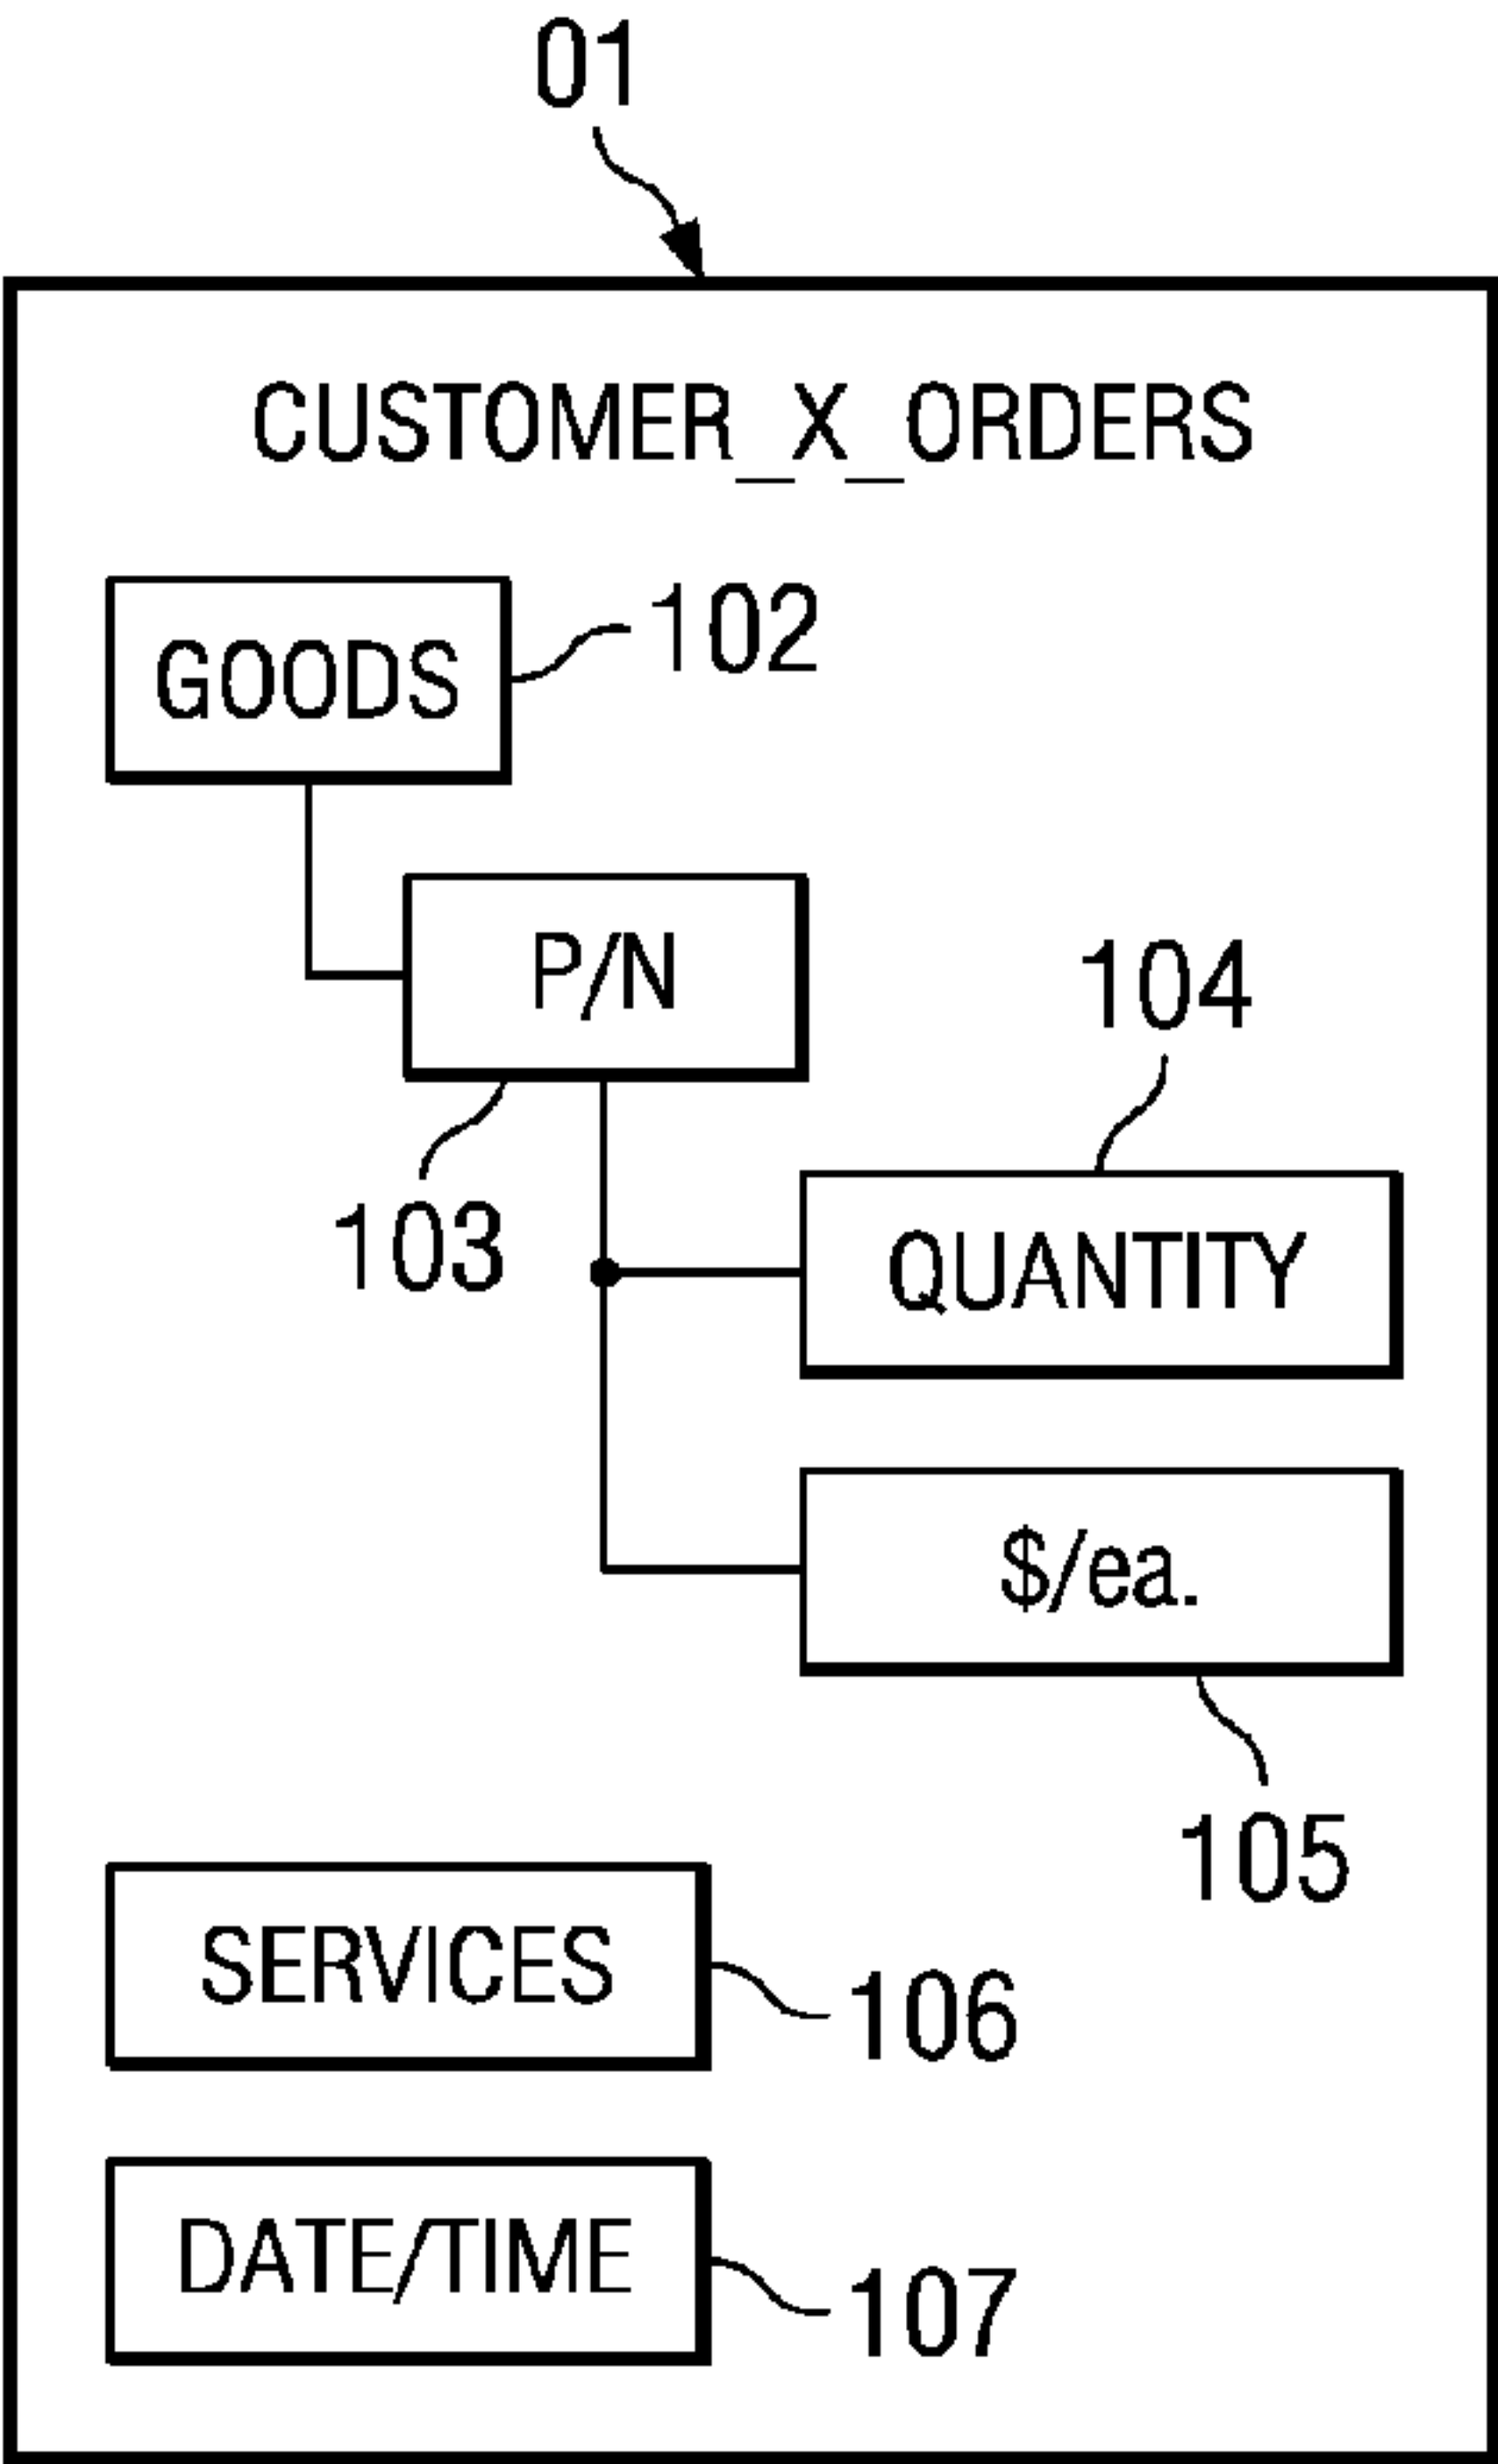 01
CUSTOMER_X_ORDERS
GOODS
102
P/N
104
103
QUANTITY
$/ea.
105
SERVICES
106
DATE/TIME
107